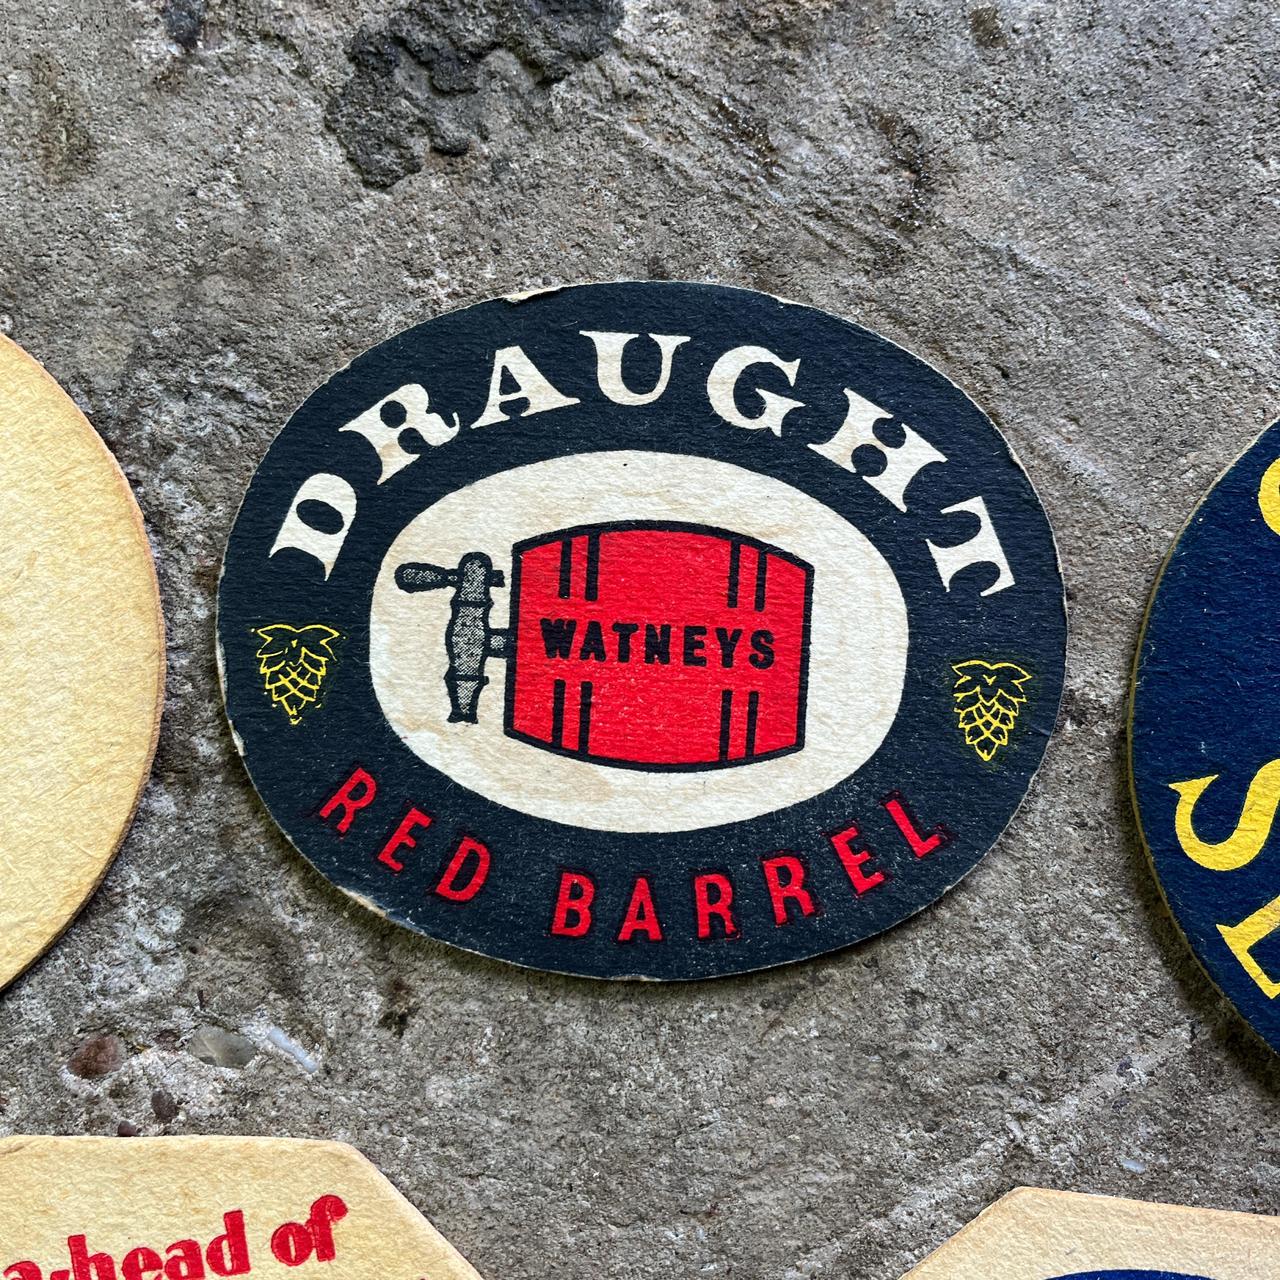 DRAUGHT
WATNEYS
RED BARREL
a-head of